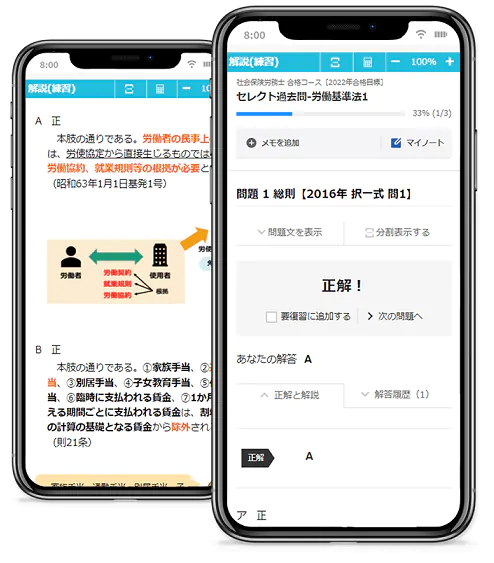 8:00
解説(練習)
A 正
本肢の通りである。労働者の民事上
は、労使協定から直接生じるものでは
労働協約、就業規則等の根拠が必要と
(昭和63年1月1日基発1号)
労働者
使用者
労働契約
就業規則
労働協約
根拠
労使
B 正
本肢の通りである。①家族手当、②
当、③別居手当、④子女教育手当、⑤
当、⑥臨時に支払われる賃金、⑦1か月
える期間ごとに支払われる賃金は、割
の計算の基礎となる賃金から除外され
(則21条)
8:00
解説(練習)
100%
社会保険労務士 合格コース [2022年合格目標]
セレクト過去問-労働基準法1
33% (1/3)
メモを追加
マイノート
問題 1 総則【2016年 択一式 問1】
問題文を表示
分割表示する
正解！
要復習に追加する
次の問題へ
あなたの解答 A
正解と解説
解答履歴（1）
正解
A
ア 正